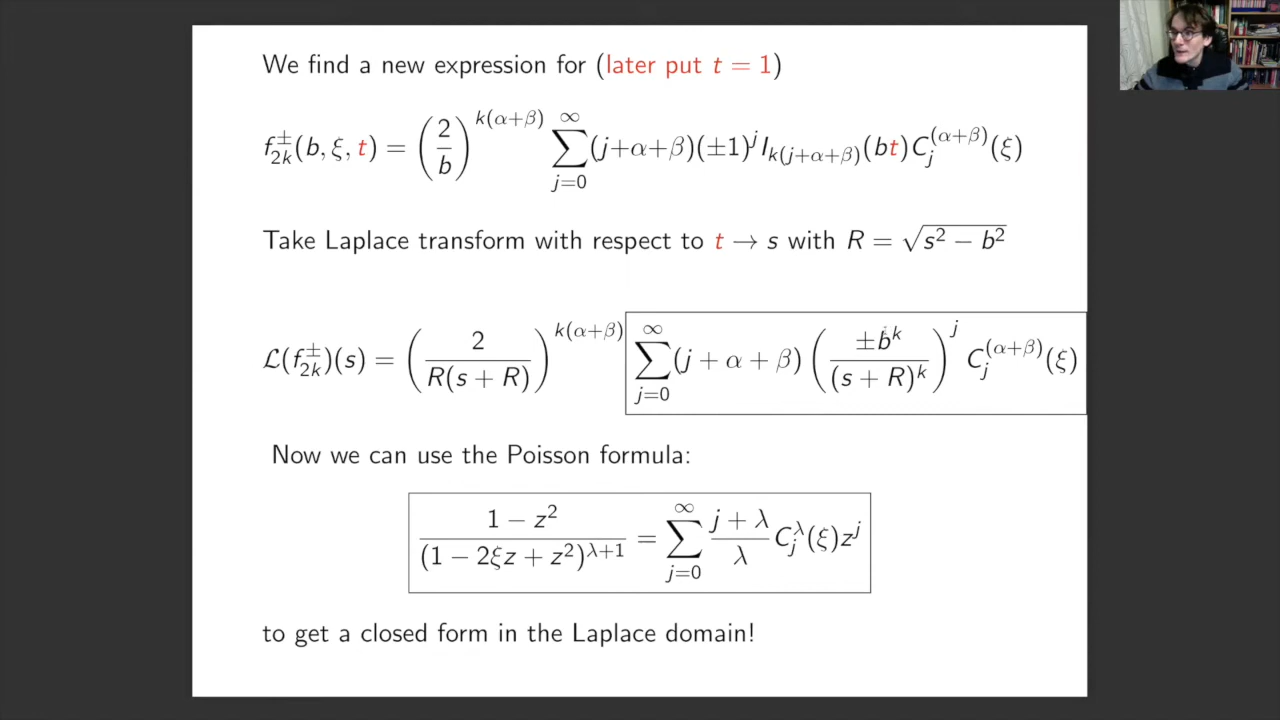 We find a new expression for (later put t = 1)
f_{2k}^{±}(b, ξ, t) = (2/b)^{k(α+β)} ∑_{j=0}^{∞} (j+α+β)(±1)^j I_{k(j+α+β)}(bt) C_j^{(α+β)}(ξ)
Take Laplace transform with respect to t → s with R = √(s² − b²)
ℒ(f_{2k}^{±})(s) = (2/(R(s + R)))^{k(α+β)} ∑_{j=0}^{∞} (j + α + β) (±b^k/(s + R)^k)^j C_j^{(α+β)}(ξ)
Now we can use the Poisson formula:
(1 − z²)/(1 − 2ξz + z²)^{λ+1} = ∑_{j=0}^{∞} (j + λ)/λ C_j^λ(ξ)z^j
to get a closed form in the Laplace domain!